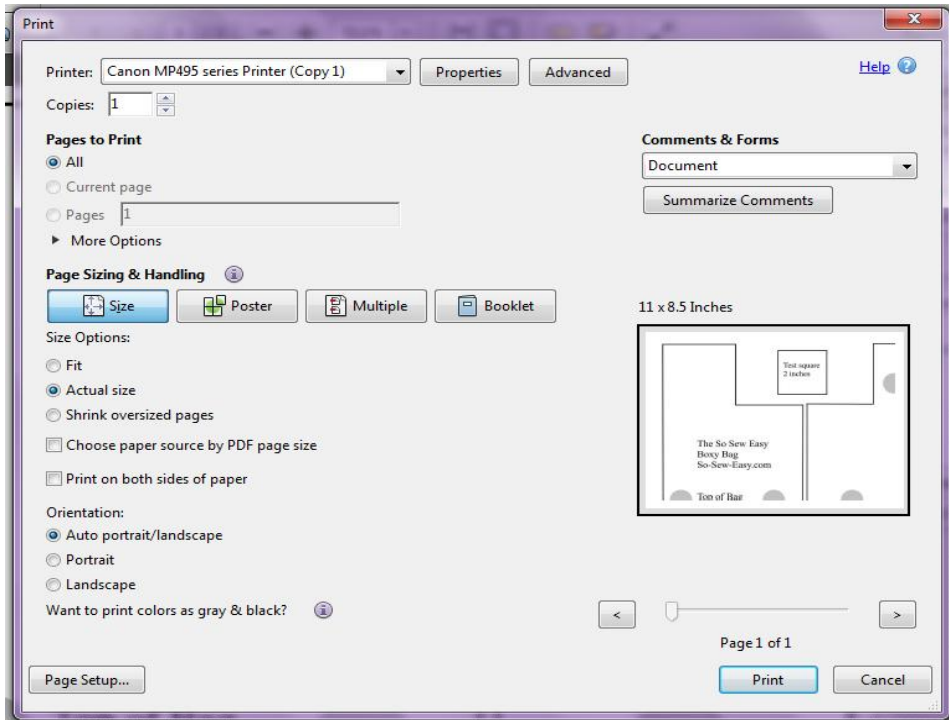 Print
Printer: Canon MP495 series Printer (Copy 1) Properties Advanced Help
Copies: 1
Pages to Print
All
Current page
Pages 1
More Options
Comments & Forms
Document
Summarize Comments
Page Sizing & Handling
Size Poster Multiple Booklet
Size Options:
Fit
Actual size
Shrink oversized pages
Choose paper source by PDF page size
Print on both sides of paper
Orientation:
Auto portrait/landscape
Portrait
Landscape
Want to print colors as gray & black?
11 x 8.5 Inches
Test square
2 inches
The So Sew Easy
Boxy Bag
So-Sew-Easy.com
Top of Bag
< >
Page 1 of 1
Page Setup... Print Cancel